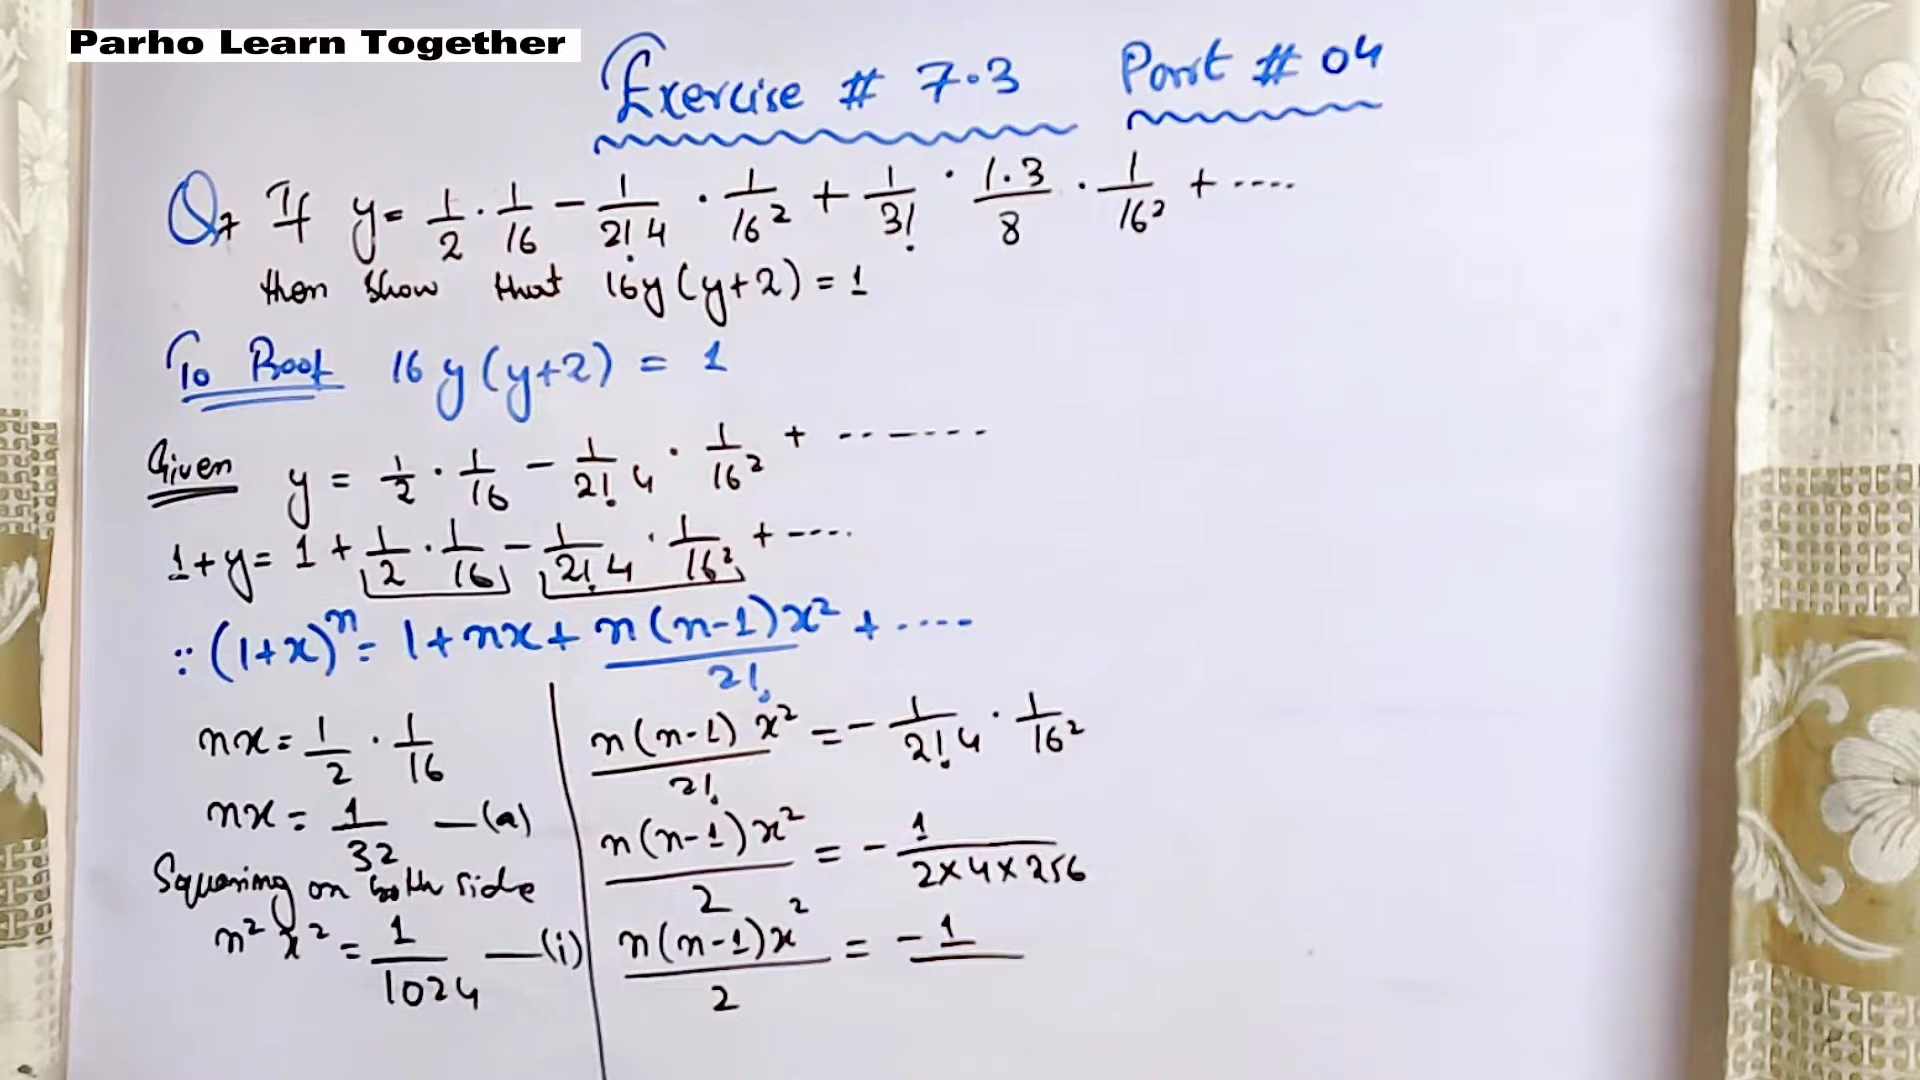 Parho Learn Together
Exercise # 7.3 Part # 04
Q7 If y = 1/2 · 1/16 − 1/2!4 · 1/16² + 1/3! · 1.3/8 · 1/16² + ....
then show that 16y(y+2) = 1
To Proof 16y(y+2) = 1
Given y = 1/2 · 1/16 − 1/2!4 · 1/16² + .......
1+y = 1 + 1/2 · 1/16 − 1/2!4 · 1/16² + ....
∵ (1+x)ⁿ = 1 + nx + n(n-1)x²/2! + ....
nx = 1/2 · 1/16
nx = 1/32 —(a)
Squaring on both side
n²x² = 1/1024 —(i)
n(n-1)x²/2! = − 1/2!4 · 1/16²
n(n-1)x²/2 = − 1/2×4×256
n(n-1)x²/2 = −1/